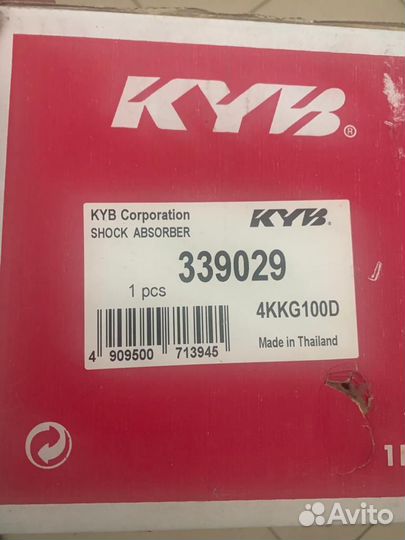 KYB®
KYB Corporation
KYB®
SHOCK ABSORBER
339029
1 pcs
4KKG100D
4 909500 713945
Made in Thailand
Avito